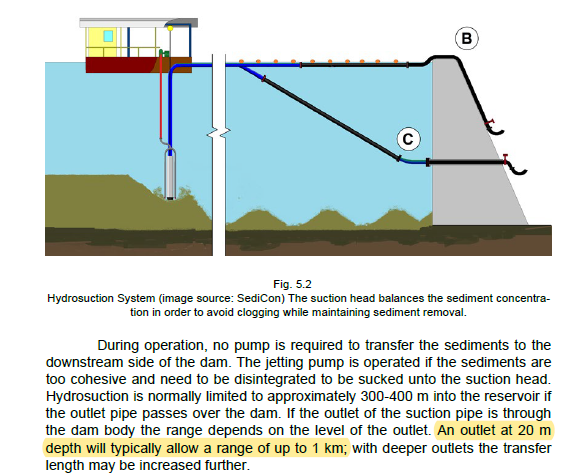 B
C
Fig. 5.2
Hydrosuction System (image source: SediCon) The suction head balances the sediment concentra-
tion in order to avoid clogging while maintaining sediment removal.
During operation, no pump is required to transfer the sediments to the
downstream side of the dam. The jetting pump is operated if the sediments are
too cohesive and need to be disintegrated to be sucked unto the suction head.
Hydrosuction is normally limited to approximately 300-400 m into the reservoir if
the outlet pipe passes over the dam. If the outlet of the suction pipe is through
the dam body the range depends on the level of the outlet. An outlet at 20 m
depth will typically allow a range of up to 1 km; with deeper outlets the transfer
length may be increased further.